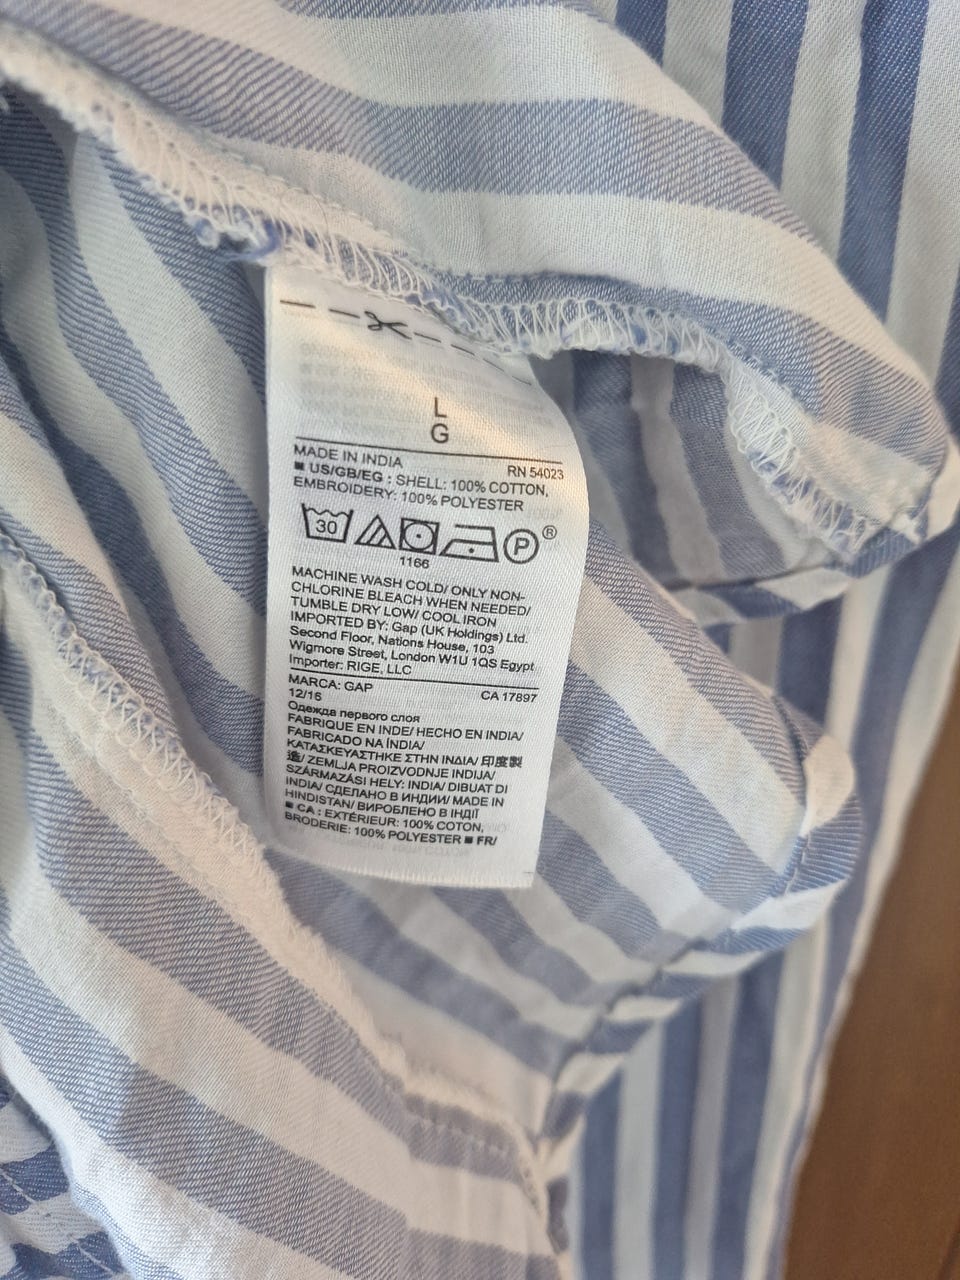 L
G
MADE IN INDIA RN 54023
■ US/GB/EG : SHELL: 100% COTTON,
EMBROIDERY: 100% POLYESTER
30 P ®
1166
MACHINE WASH COLD/ ONLY NON-
CHLORINE BLEACH WHEN NEEDED/
TUMBLE DRY LOW/ COOL IRON
IMPORTED BY: Gap (UK Holdings) Ltd.
Second Floor, Nations House, 103
Wigmore Street, London W1U 1QS Egypt
Importer: RIGE, LLC
MARCA: GAP CA 17897
12/16
Одежда первого слоя
FABRIQUE EN INDE/ HECHO EN INDIA/
FABRICADO NA ÍNDIA/
ΚΑΤΑΣΚΕΥΑΣΤΗΚΕ ΣΤΗΝ ΙΝΔΙΑ/ 印度製
造/ ZEMLJA PROIZVODNJE INDIJA/
SZÁRMAZÁSI HELY: INDIA/ DIBUAT DI
INDIA/ СДЕЛАНО В ИНДИИ/ MADE IN
HINDISTAN/ ВИРОБЛЕНО В ІНДІЇ
■ CA : EXTÉRIEUR: 100% COTON,
BRODERIE: 100% POLYESTER ■ FR/